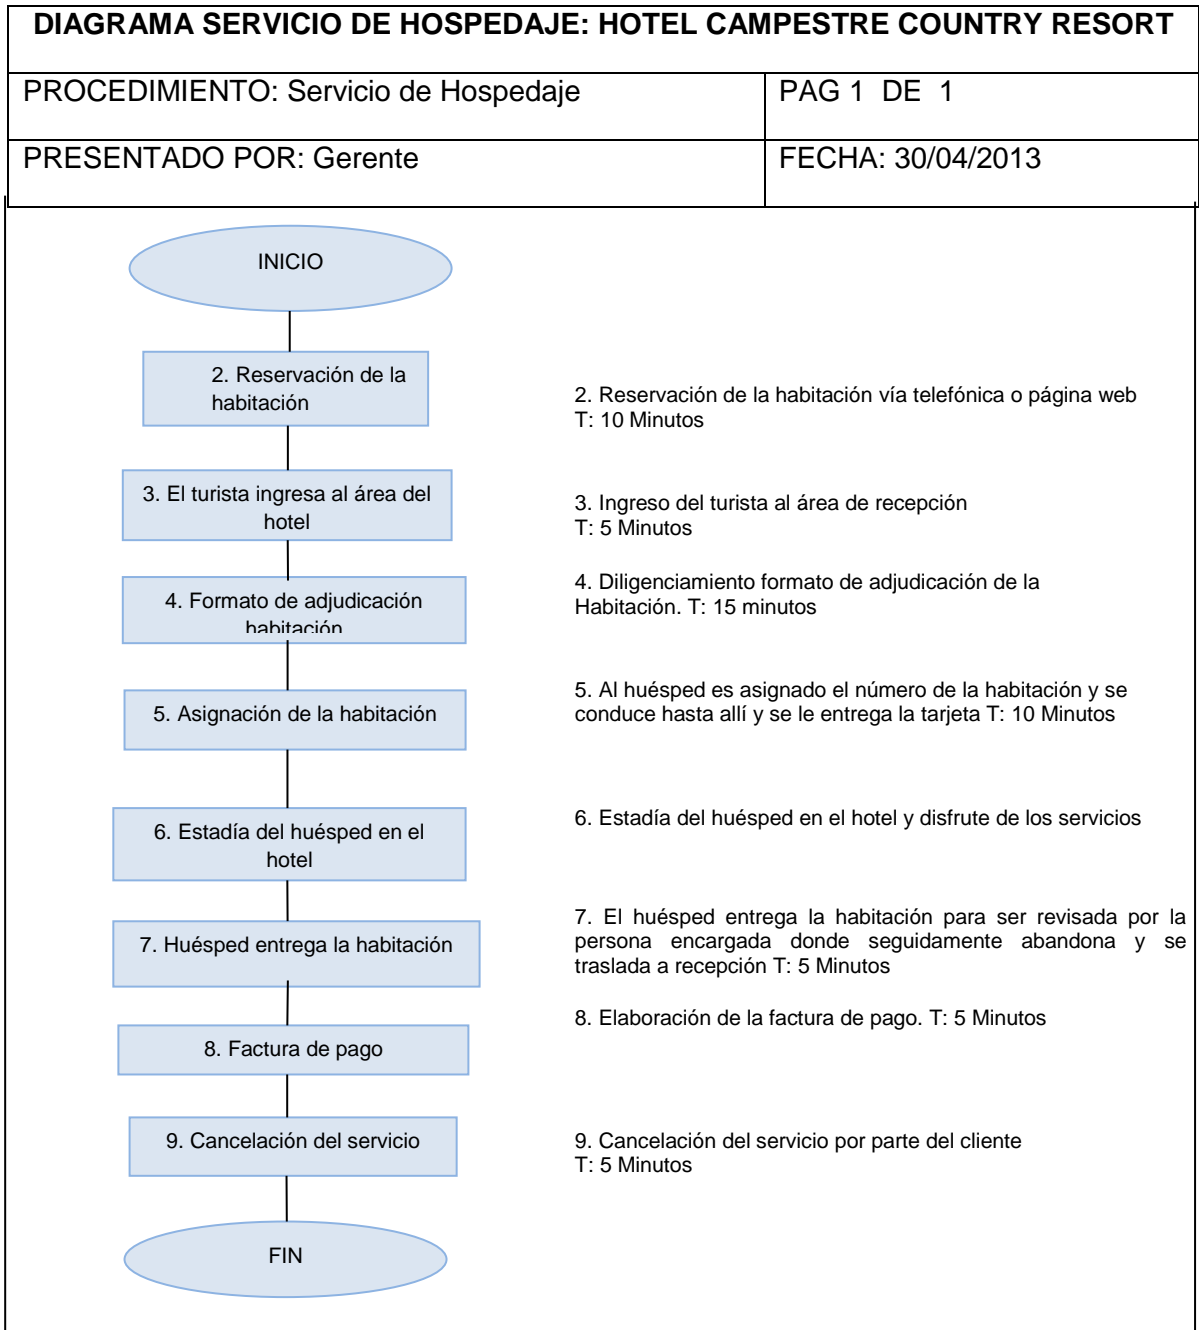 DIAGRAMA SERVICIO DE HOSPEDAJE: HOTEL CAMPESTRE COUNTRY RESORT
PROCEDIMIENTO: Servicio de Hospedaje
PAG 1 DE 1
PRESENTADO POR: Gerente
FECHA: 30/04/2013
INICIO
2. Reservación de la
habitación
2. Reservación de la habitación vía telefónica o página web
T: 10 Minutos
3. El turista ingresa al área del
hotel
3. Ingreso del turista al área de recepción
T: 5 Minutos
4. Formato de adjudicación
habitación
4. Diligenciamiento formato de adjudicación de la
Habitación. T: 15 minutos
5. Asignación de la habitación
5. Al huésped es asignado el número de la habitación y se
conduce hasta allí y se le entrega la tarjeta T: 10 Minutos
6. Estadía del huésped en el
hotel
6. Estadía del huésped en el hotel y disfrute de los servicios
7. Huésped entrega la habitación
7. El huésped entrega la habitación para ser revisada por la
persona encargada donde seguidamente abandona y se
traslada a recepción T: 5 Minutos
8. Factura de pago
8. Elaboración de la factura de pago. T: 5 Minutos
9. Cancelación del servicio
9. Cancelación del servicio por parte del cliente
T: 5 Minutos
FIN